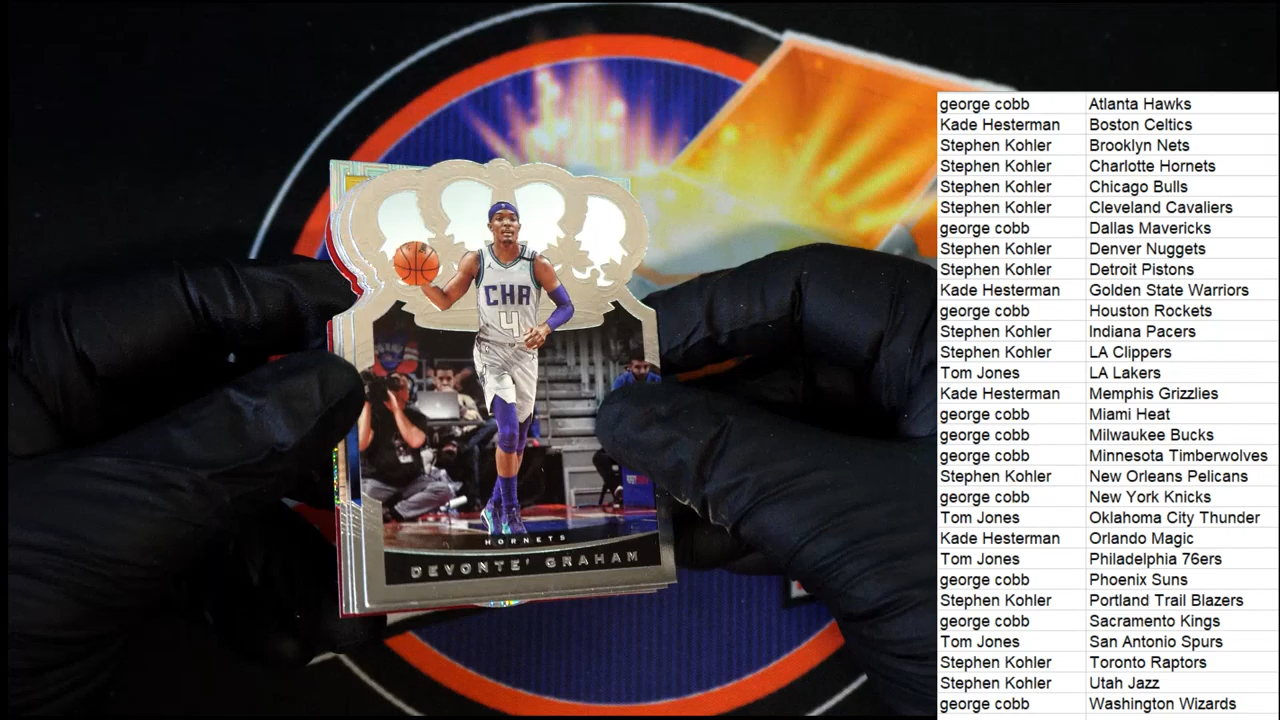 CHA
4
HORNETS
DEVONTE' GRAHAM
george cobb Atlanta Hawks
Kade Hesterman Boston Celtics
Stephen Kohler Brooklyn Nets
Stephen Kohler Charlotte Hornets
Stephen Kohler Chicago Bulls
Stephen Kohler Cleveland Cavaliers
george cobb Dallas Mavericks
Stephen Kohler Denver Nuggets
Stephen Kohler Detroit Pistons
Kade Hesterman Golden State Warriors
george cobb Houston Rockets
Stephen Kohler Indiana Pacers
Stephen Kohler LA Clippers
Tom Jones LA Lakers
Kade Hesterman Memphis Grizzlies
george cobb Miami Heat
george cobb Milwaukee Bucks
george cobb Minnesota Timberwolves
Stephen Kohler New Orleans Pelicans
george cobb New York Knicks
Tom Jones Oklahoma City Thunder
Kade Hesterman Orlando Magic
Tom Jones Philadelphia 76ers
george cobb Phoenix Suns
Stephen Kohler Portland Trail Blazers
george cobb Sacramento Kings
Tom Jones San Antonio Spurs
Stephen Kohler Toronto Raptors
Stephen Kohler Utah Jazz
george cobb Washington Wizards